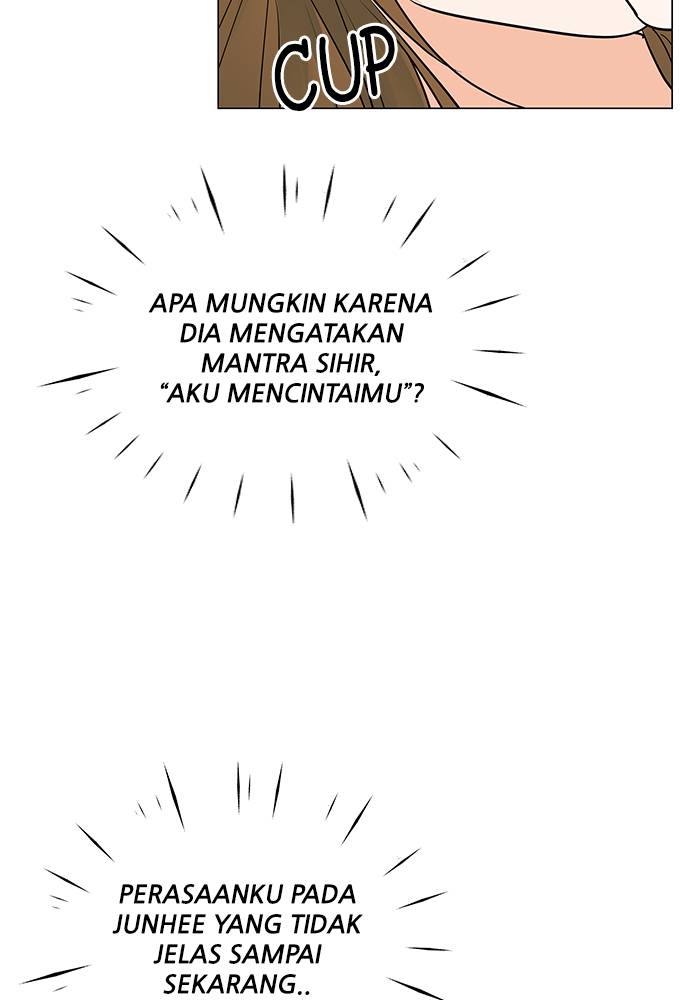 CUP
APA MUNGKIN KARENA
DIA MENGATAKAN
MANTRA SIHIR,
“AKU MENCINTAIMU”?
PERASAANKU PADA
JUNHEE YANG TIDAK
JELAS SAMPAI
SEKARANG..